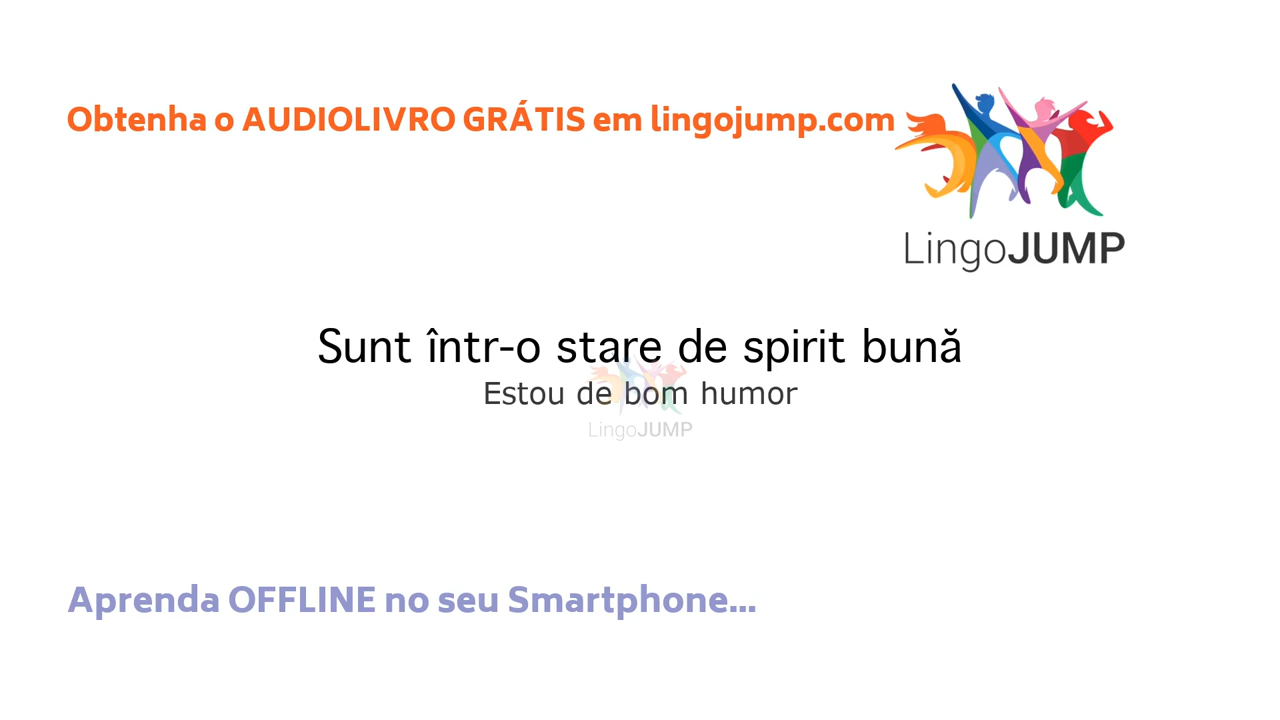 Obtenha o AUDIOLIVRO GRÁTIS em lingojump.com
LingoJUMP
Sunt într-o stare de spirit bună
Estou de bom humor
LingoJUMP
Aprenda OFFLINE no seu Smartphone...